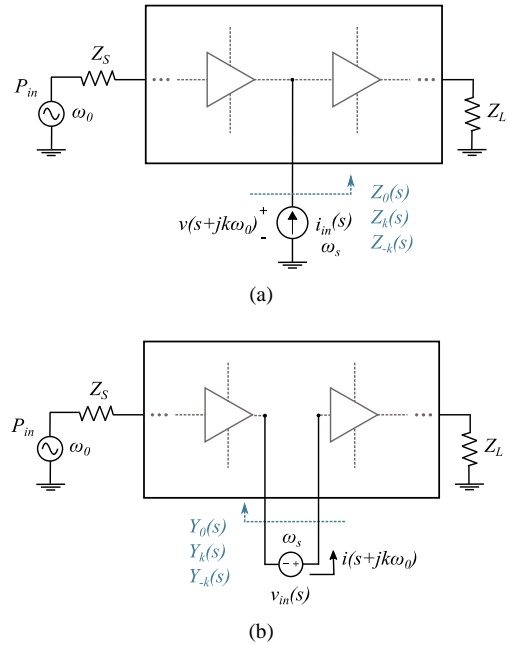 Z_S
P_in
ω_0
Z_L
v(s+jkω_0)
+
-
i_in(s)
ω_s
Z_0(s)
Z_k(s)
Z_-k(s)
(a)
Z_S
P_in
ω_0
Z_L
Y_0(s)
Y_k(s)
Y_-k(s)
ω_s
- +
i(s+jkω_0)
v_in(s)
(b)